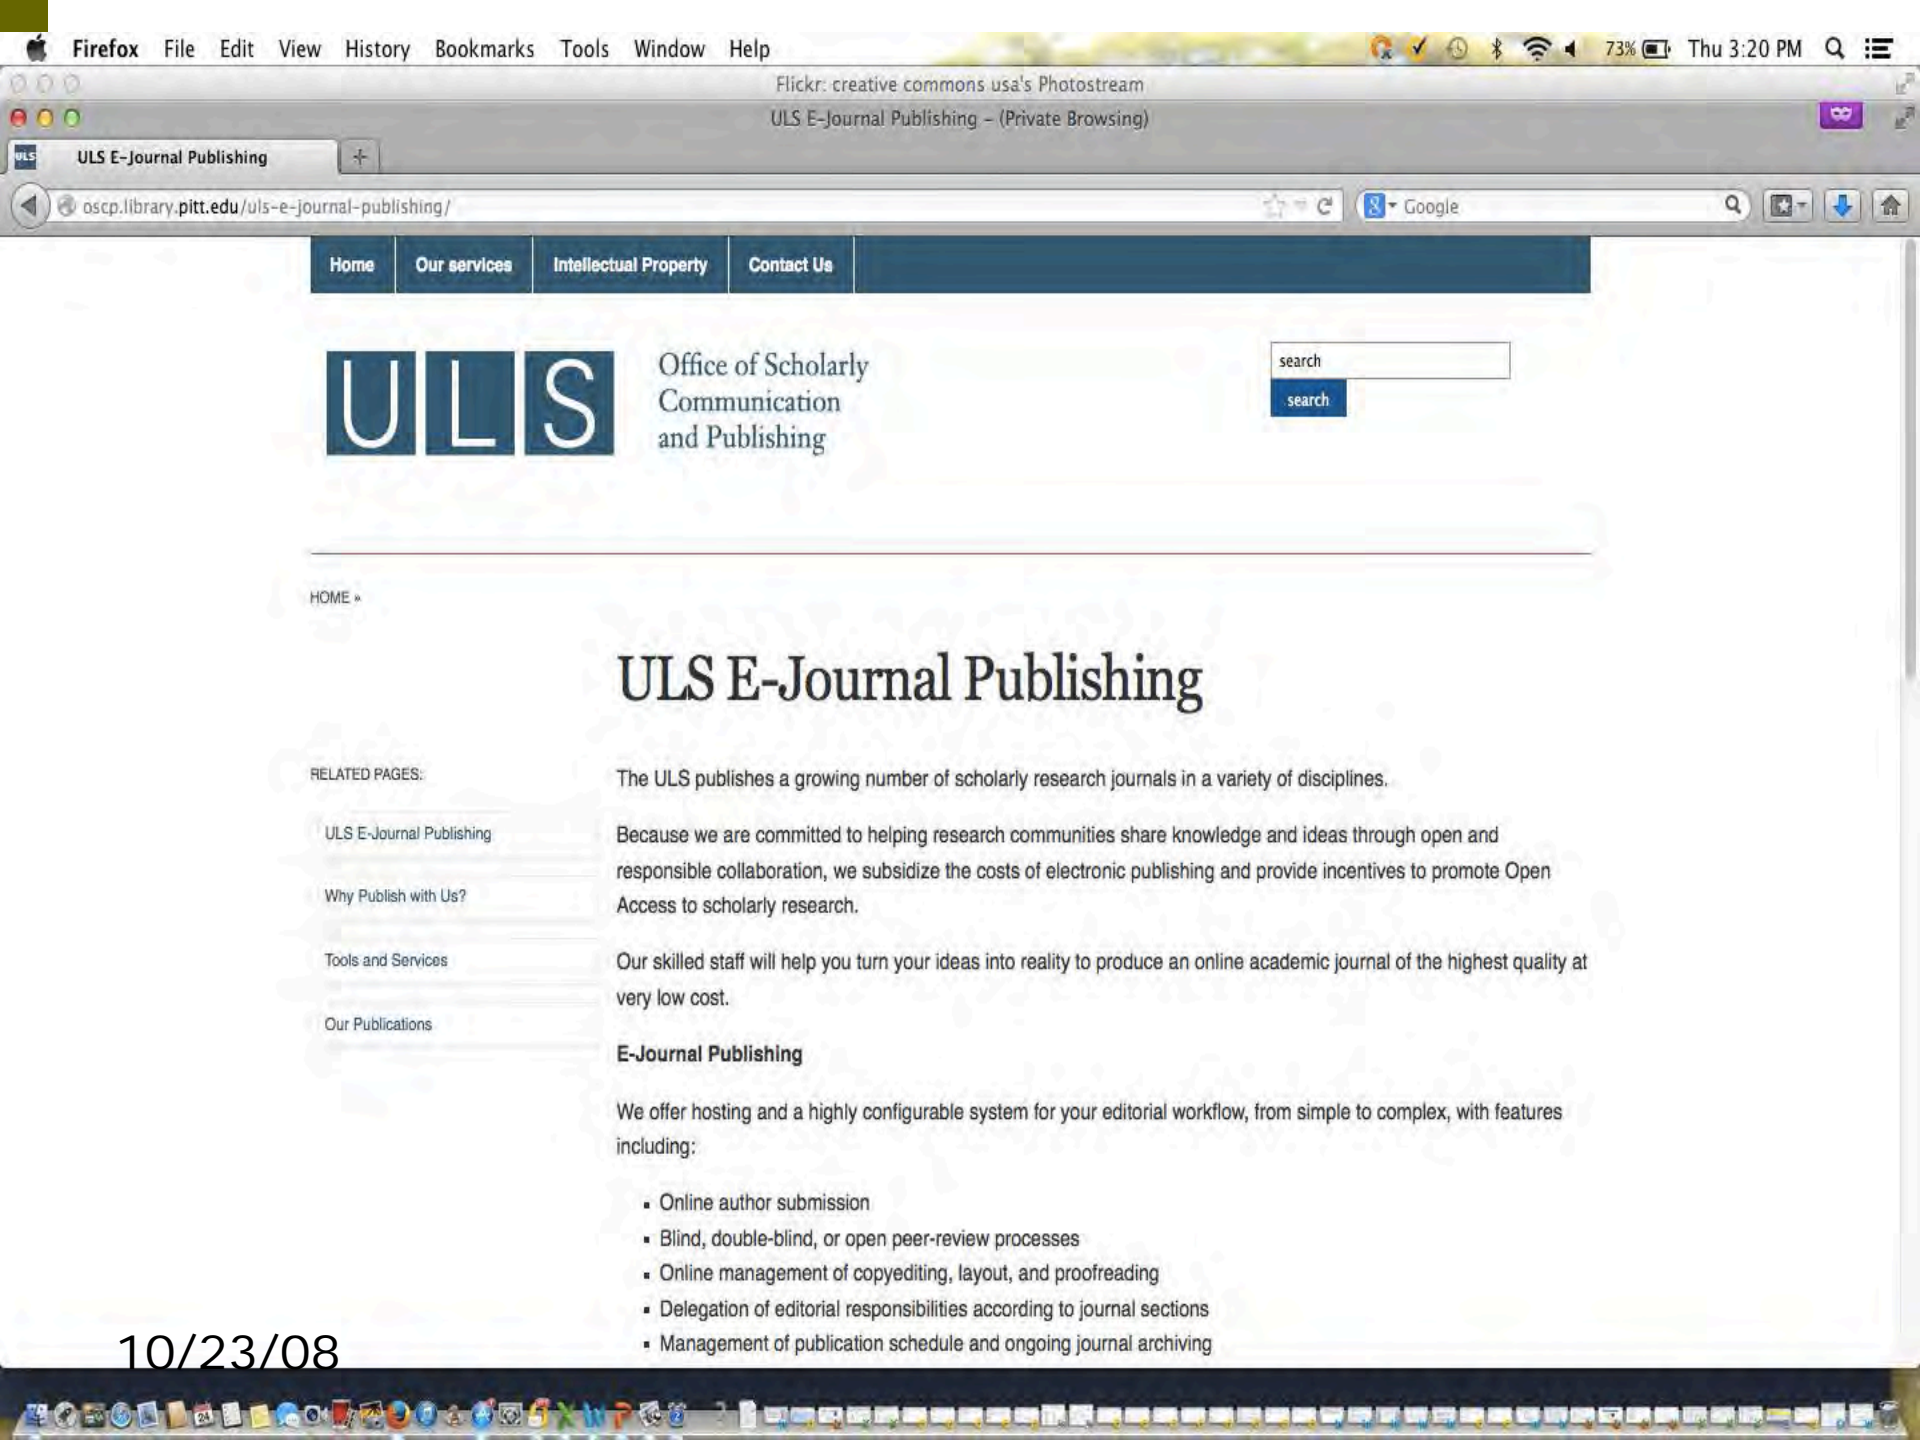 Firefox File Edit View History Bookmarks Tools Window Help 73% Thu 3:20 PM
Flickr: creative commons usa's Photostream
ULS E-Journal Publishing – (Private Browsing)
ULS ULS E-Journal Publishing
oscp.library.pitt.edu/uls-e-journal-publishing/ Google
Home Our services Intellectual Property Contact Us
ULS
Office of Scholarly
Communication
and Publishing
search
search
HOME »
ULS E-Journal Publishing
RELATED PAGES:
ULS E-Journal Publishing
Why Publish with Us?
Tools and Services
Our Publications
The ULS publishes a growing number of scholarly research journals in a variety of disciplines.
Because we are committed to helping research communities share knowledge and ideas through open and
responsible collaboration, we subsidize the costs of electronic publishing and provide incentives to promote Open
Access to scholarly research.
Our skilled staff will help you turn your ideas into reality to produce an online academic journal of the highest quality at
very low cost.
E-Journal Publishing
We offer hosting and a highly configurable system for your editorial workflow, from simple to complex, with features
including:
▪ Online author submission
▪ Blind, double-blind, or open peer-review processes
▪ Online management of copyediting, layout, and proofreading
▪ Delegation of editorial responsibilities according to journal sections
▪ Management of publication schedule and ongoing journal archiving
10/23/08